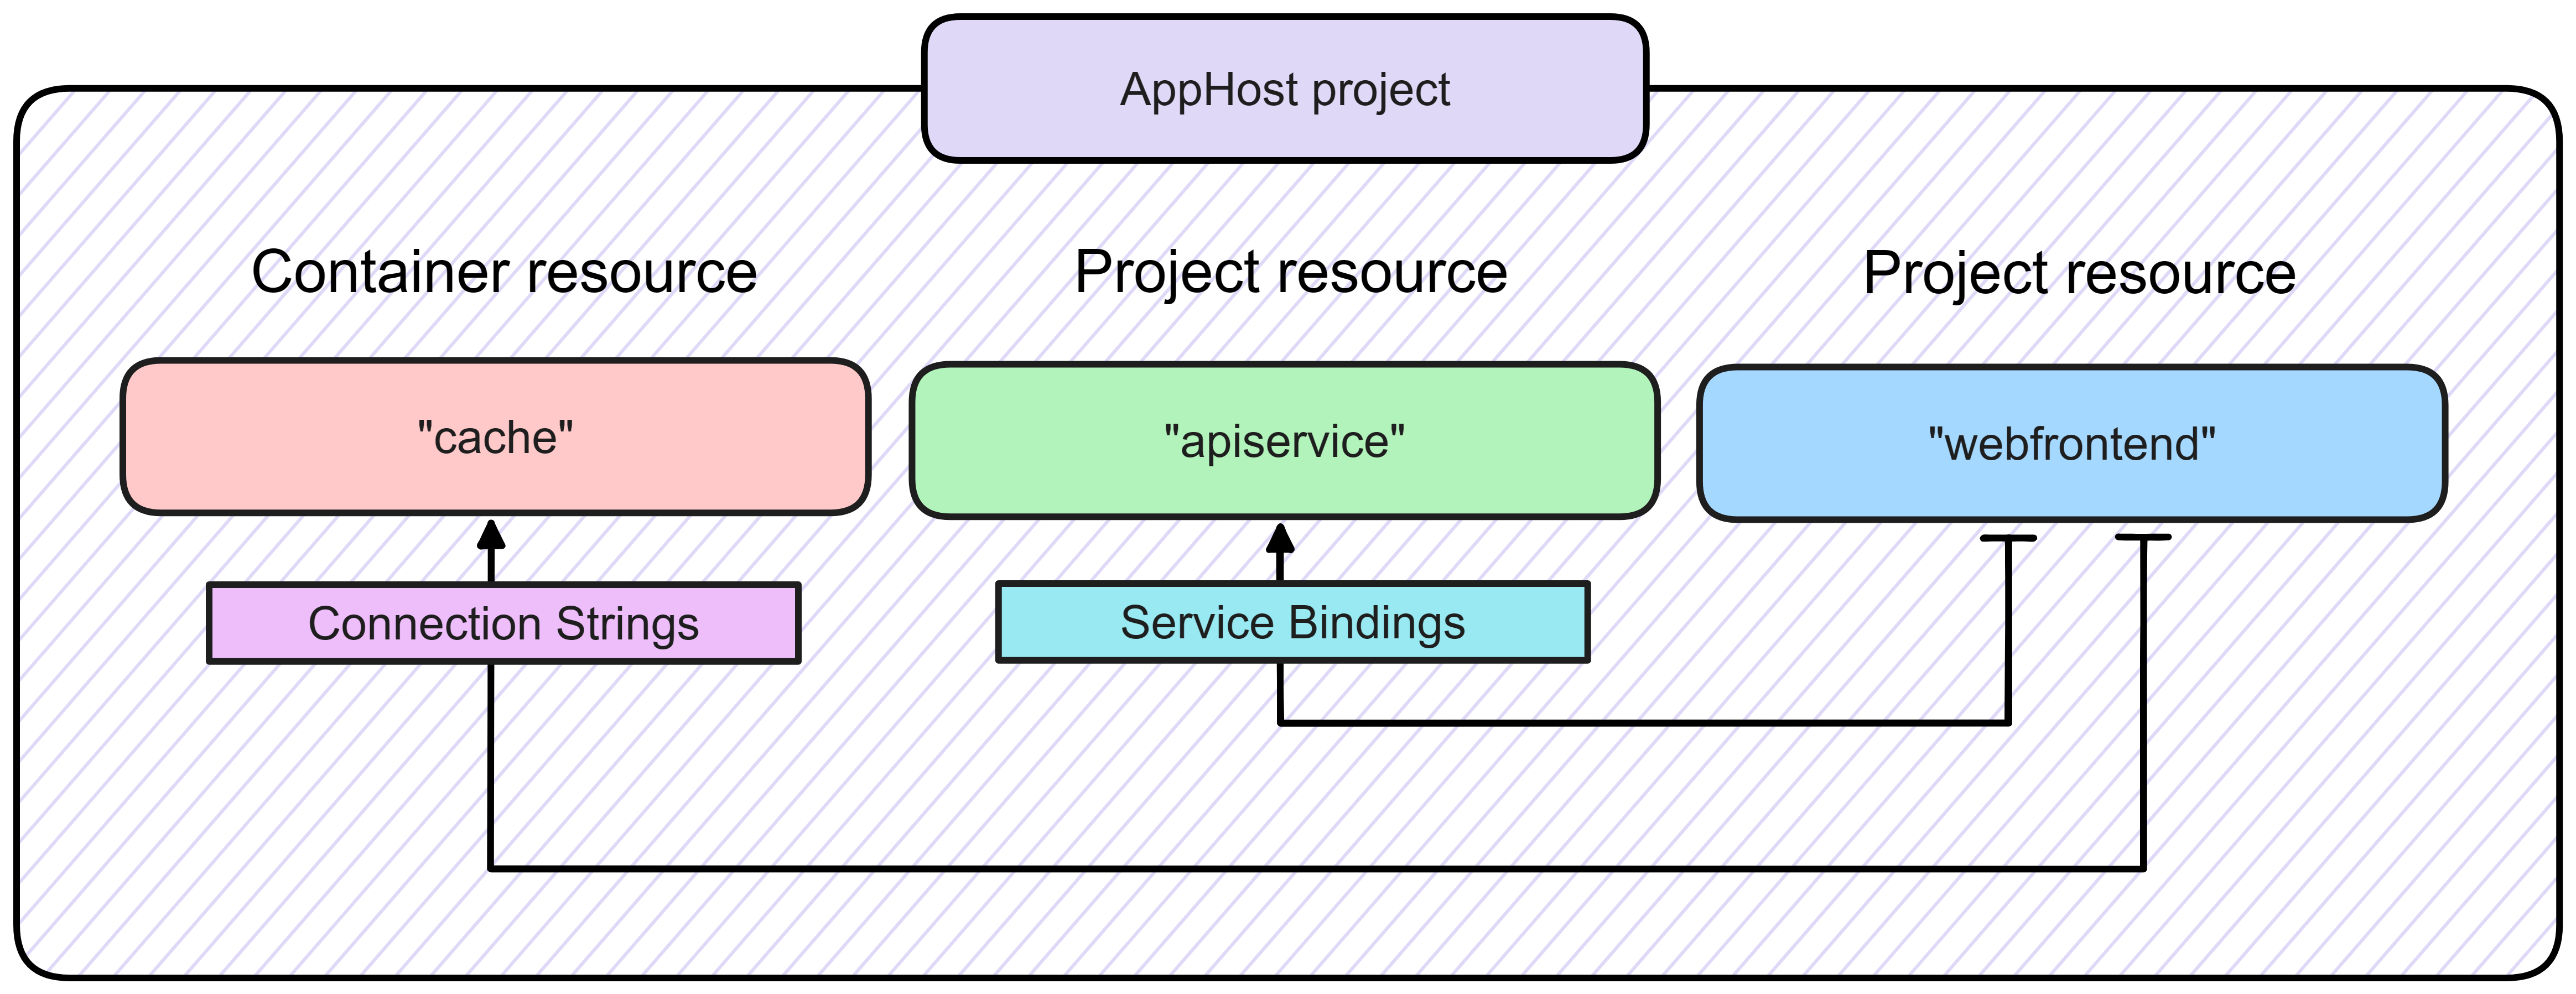 AppHost project
Container resource
Project resource
Project resource
"cache"
"apiservice"
"webfrontend"
Connection Strings
Service Bindings